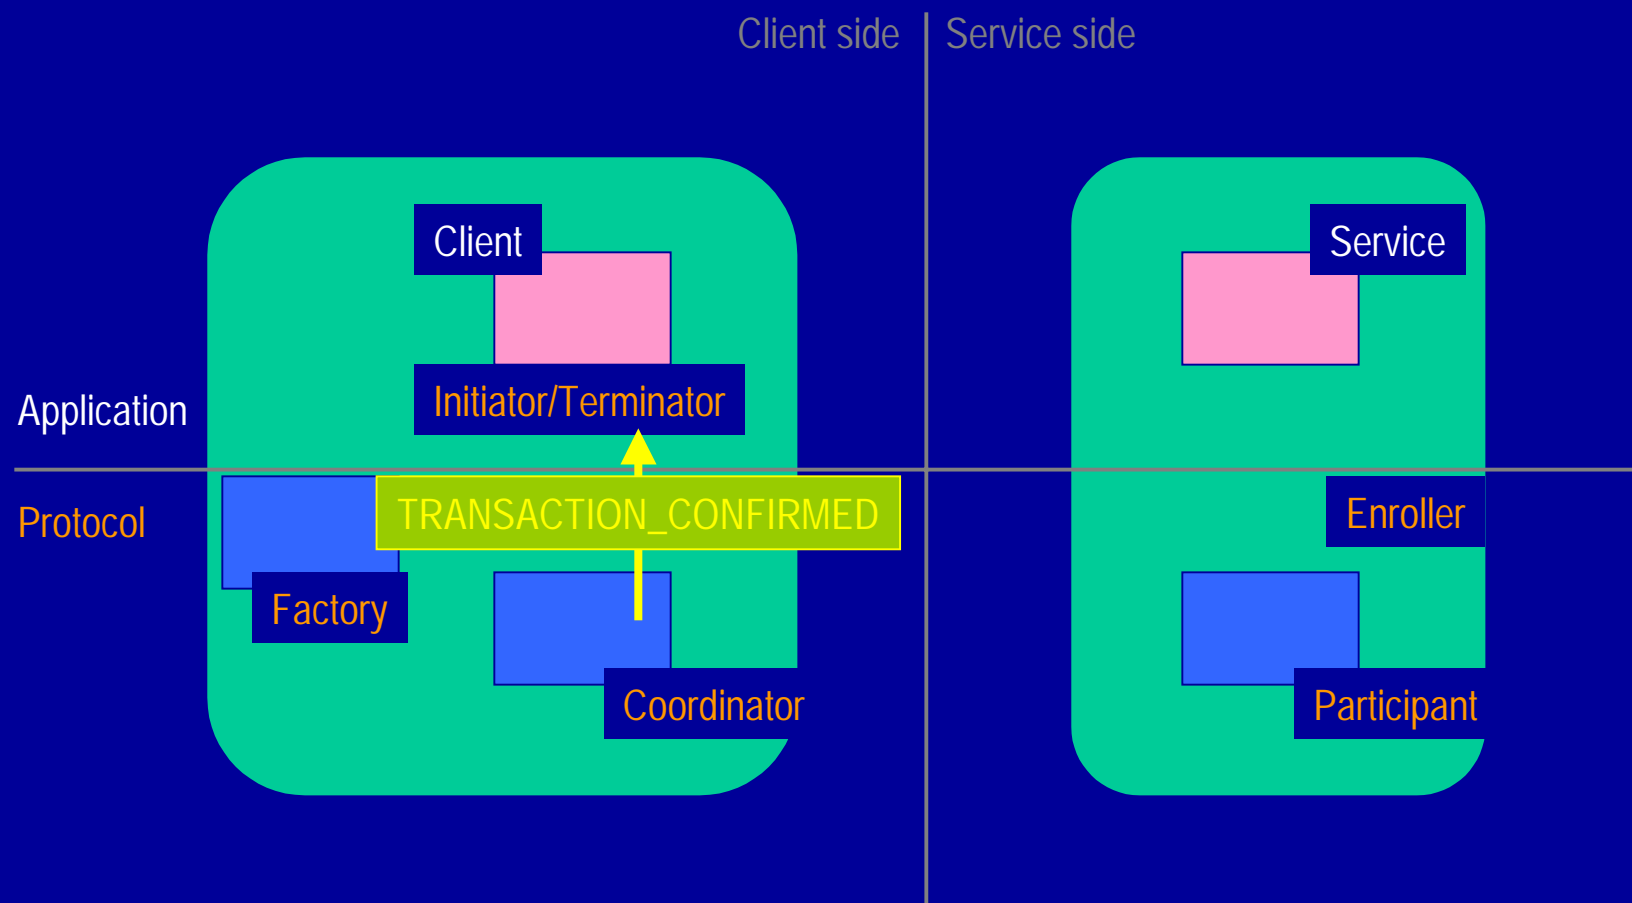 Client side
Service side
Client
Service
Initiator/Terminator
Application
Protocol
TRANSACTION_CONFIRMED
Enroller
Factory
Coordinator
Participant